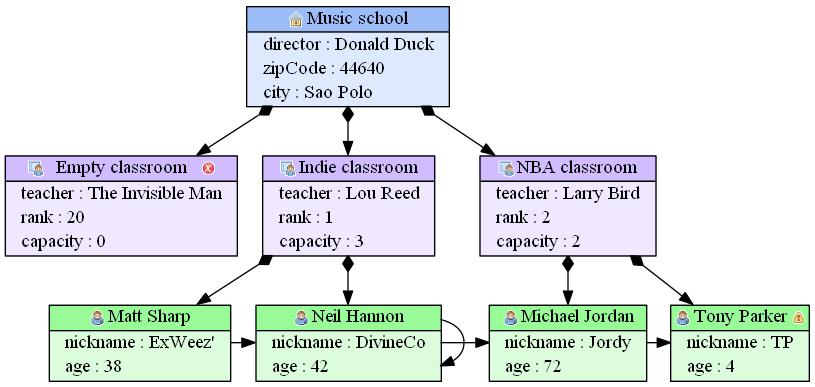 Music school
director : Donald Duck
zipCode : 44640
city : Sao Polo
Empty classroom
teacher : The Invisible Man
rank : 20
capacity : 0
Indie classroom
teacher : Lou Reed
rank : 1
capacity : 3
NBA classroom
teacher : Larry Bird
rank : 2
capacity : 2
Matt Sharp
nickname : ExWeez'
age : 38
Neil Hannon
nickname : DivineCo
age : 42
Michael Jordan
nickname : Jordy
age : 72
Tony Parker
nickname : TP
age : 4